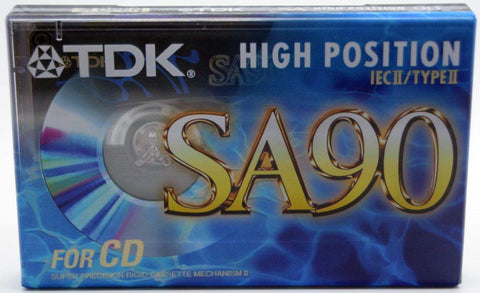 TDK®
HIGH POSITION
IECII/TYPEII
SA90
FOR CD
SUPER PRECISION RIGID CASSETTE MECHANISM II